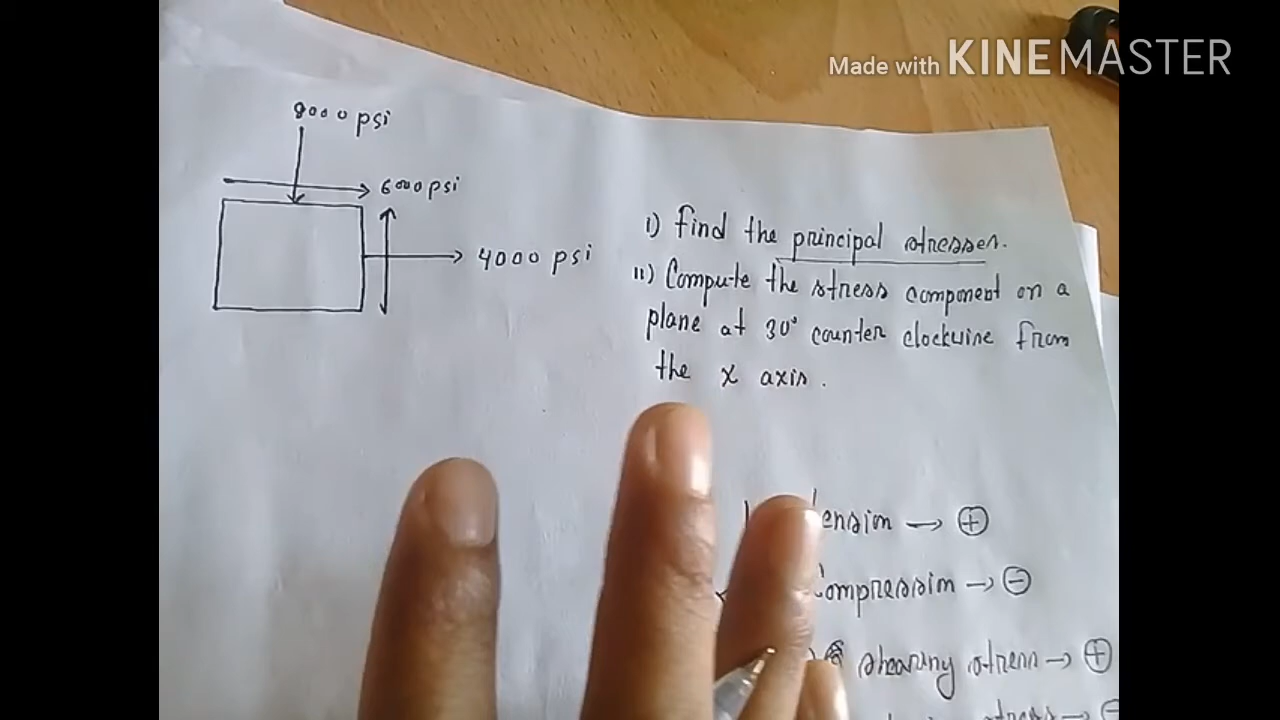 Made with KINEMASTER
8000 psi
6000 psi
4000 psi
i) Find the principal stresses.
ii) Compute the stress component on a
plane at 30° counter clockwise from
the x axis.
ension → +
Compression → −
shearing stress → +
stress → −